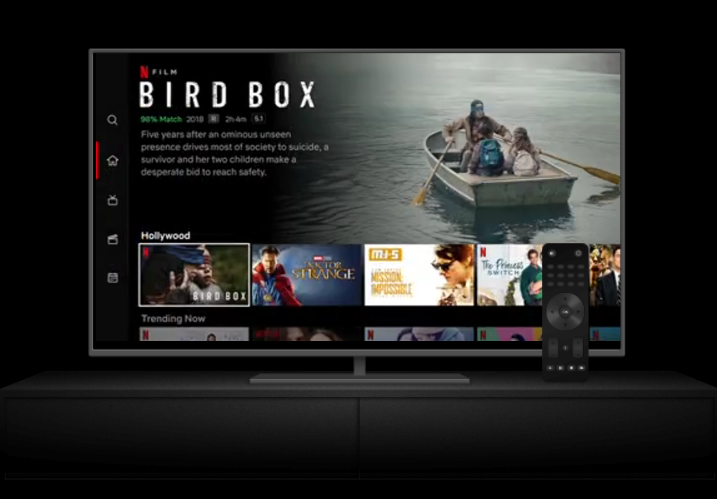 N FILM
BIRD BOX
98% Match 2018 R 2h 4m 5.1
Five years after an ominous unseen
presence drives most of society to suicide, a
survivor and her two children make a
desperate bid to reach safety.
Hollywood
N BIRD BOX
DOCTOR STRANGE
M:I-5
MISSION
IMPOSSIBLE
N The Princess
SWITCH
Trending Now